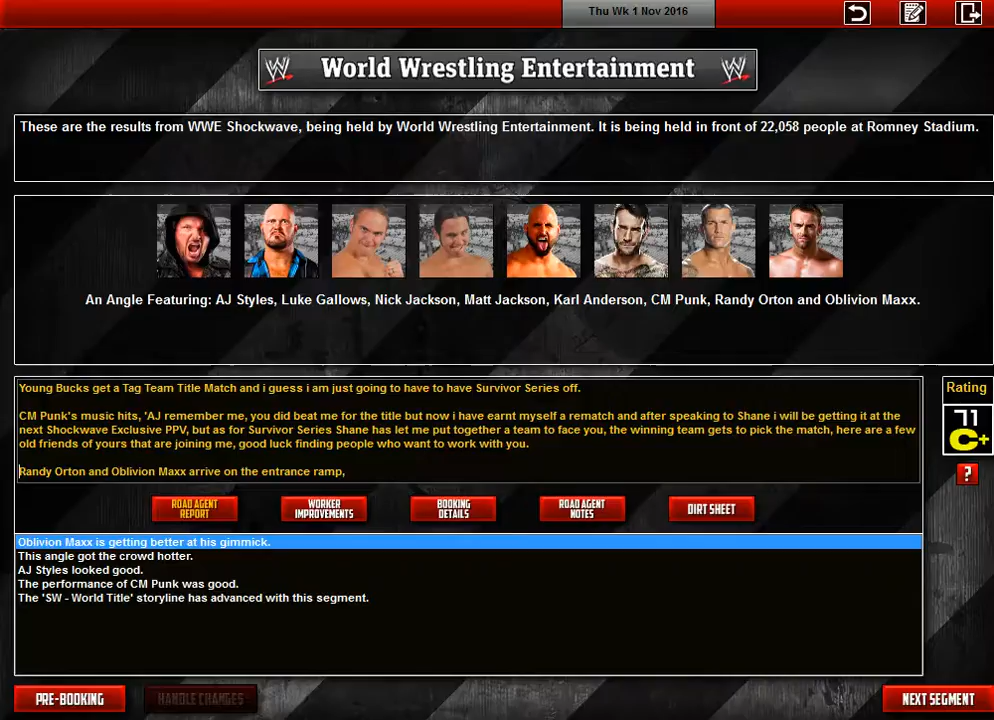 Thu Wk 1 Nov 2016
World Wrestling Entertainment
These are the results from WWE Shockwave, being held by World Wrestling Entertainment. It is being held in front of 22,058 people at Romney Stadium.
An Angle Featuring: AJ Styles, Luke Gallows, Nick Jackson, Matt Jackson, Karl Anderson, CM Punk, Randy Orton and Oblivion Maxx.
Young Bucks get a Tag Team Title Match and i guess i am just going to have to have Survivor Series off.
CM Punk's music hits, 'AJ remember me, you did beat me for the title but now i have earnt myself a rematch and after speaking to Shane i will be getting it at the
next Shockwave Exclusive PPV, but as for Survivor Series Shane has let me put together a team to face you, the winning team gets to pick the match, here are a few
old friends of yours that are joining me, good luck finding people who want to work with you.
Randy Orton and Oblivion Maxx arrive on the entrance ramp,
Rating
71
C+
?
ROAD AGENT
REPORT
WORKER
IMPROVEMENTS
BOOKING
DETAILS
ROAD AGENT
NOTES
DIRT SHEET
Oblivion Maxx is getting better at his gimmick.
This angle got the crowd hotter.
AJ Styles looked good.
The performance of CM Punk was good.
The 'SW - World Title' storyline has advanced with this segment.
PRE-BOOKING
HANDLE CHANGES
NEXT SEGMENT